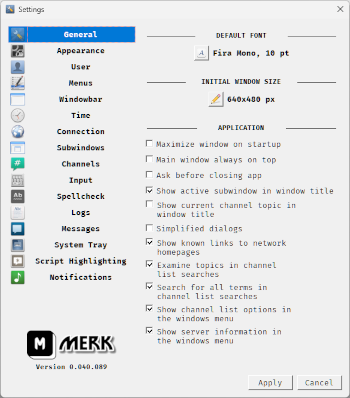 Settings
General
Appearance
User
Menus
Windowbar
Time
Connection
Subwindows
Channels
Input
Spellcheck
Logs
Messages
System Tray
Script Highlighting
Notifications
M MERK
Version 0.040.089
DEFAULT FONT
A Fira Mono, 10 pt
INITIAL WINDOW SIZE
640x480 px
APPLICATION
Maximize window on startup
Main window always on top
Ask before closing app
Show active subwindow in window title
Show current channel topic in
window title
Simplified dialogs
Show known links to network
homepages
Examine topics in channel
list searches
Search for all terms in
channel list searches
Show channel list options in
the windows menu
Show server information in
the windows menu
Apply
Cancel